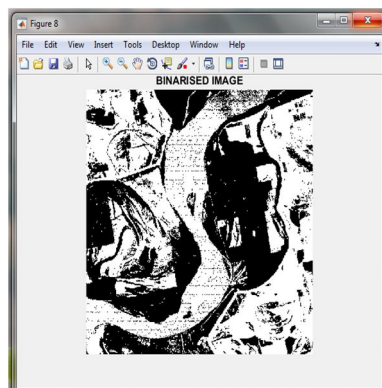 Figure 8
File Edit View Insert Tools Desktop Window Help
BINARISED IMAGE